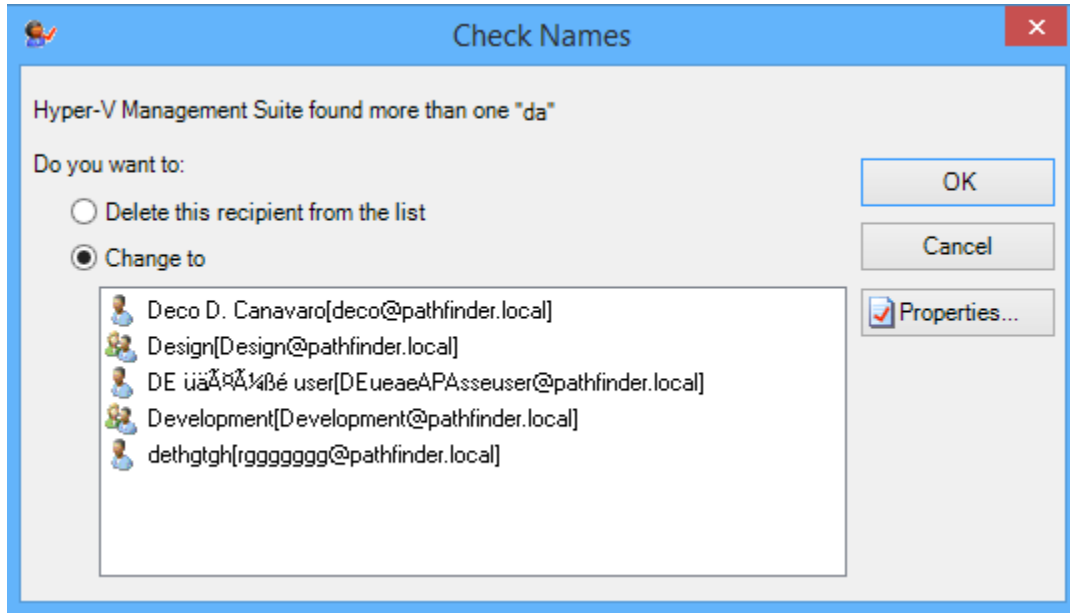 Check Names
Hyper-V Management Suite found more than one "da"
Do you want to:
Delete this recipient from the list
Change to
Deco D. Canavaro[deco@pathfinder.local]
Design[Design@pathfinder.local]
DE üäÃ¤Ã¼ßé user[DEueaeAPAsseuser@pathfinder.local]
Development[Development@pathfinder.local]
dethgtgh[rggggggg@pathfinder.local]
OK
Cancel
Properties...